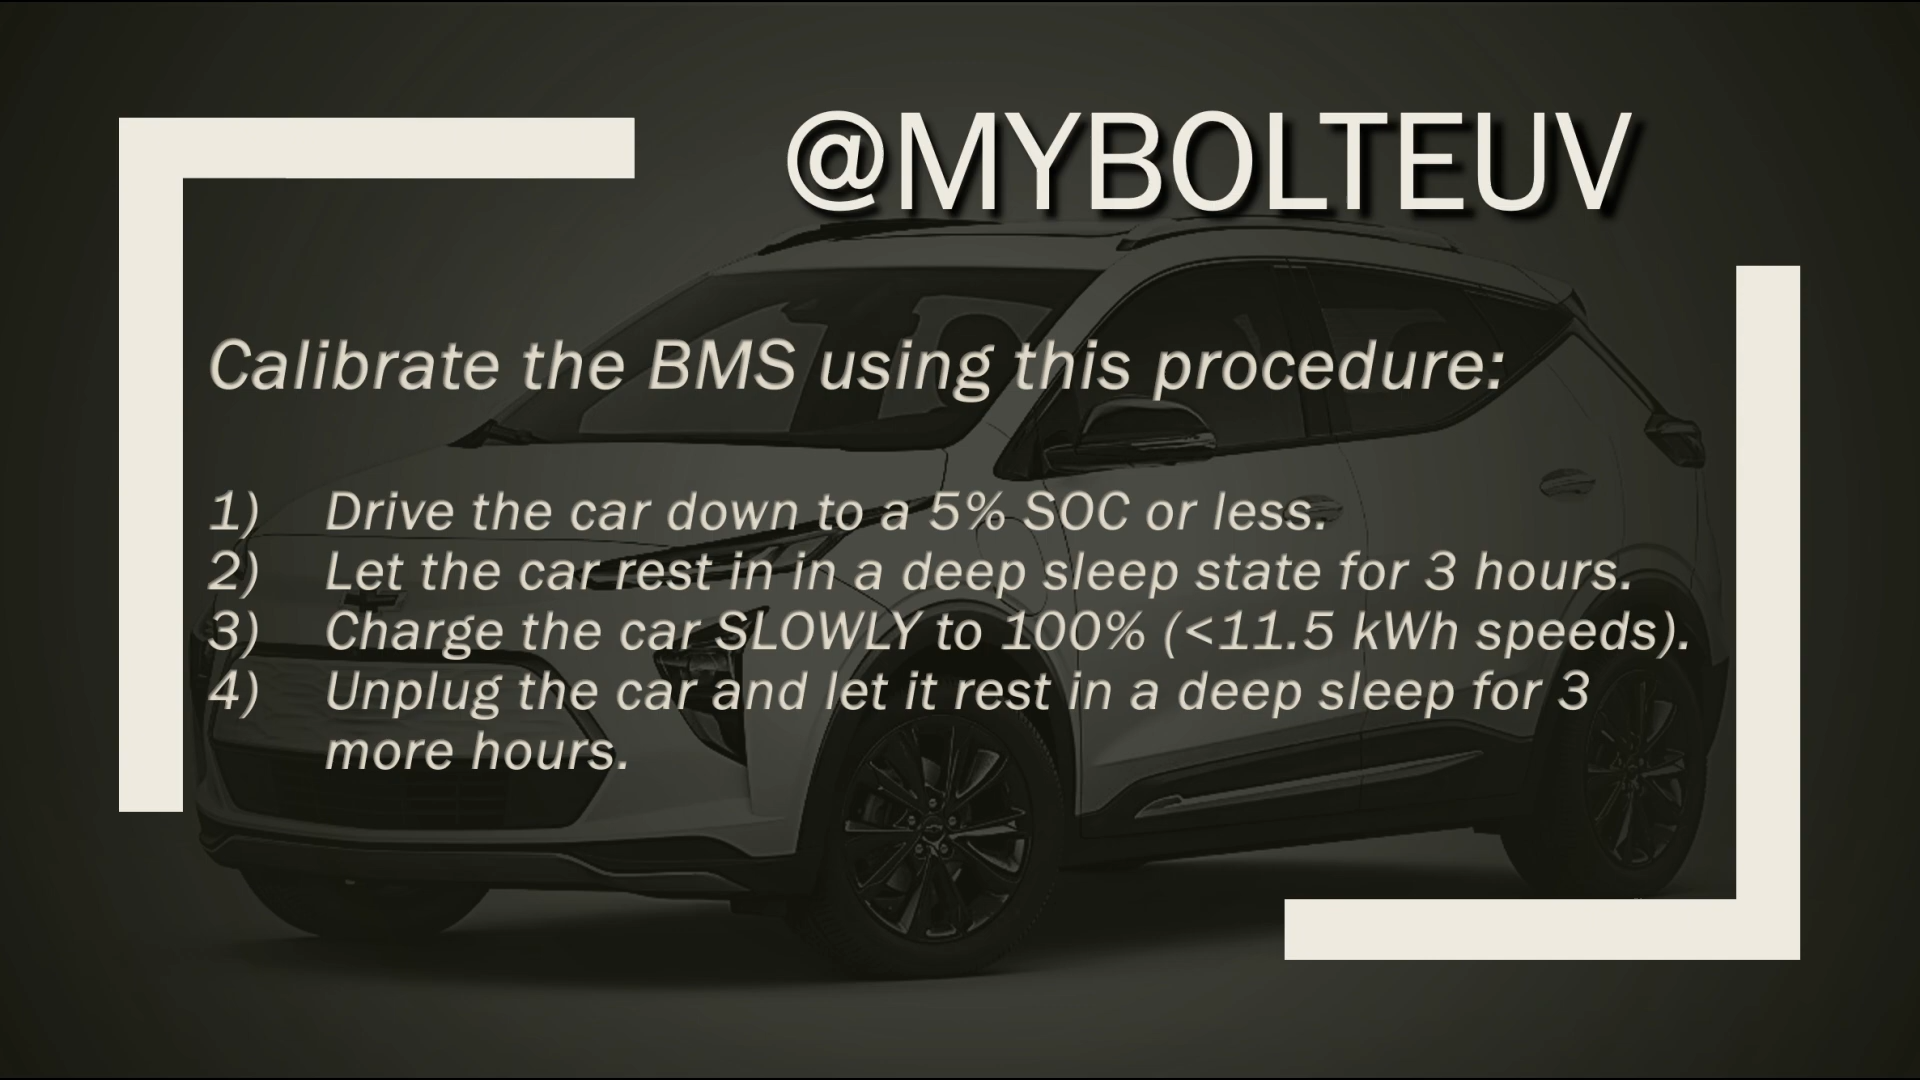 @MYBOLTEUV
Calibrate the BMS using this procedure:
1) Drive the car down to a 5% SOC or less.
2) Let the car rest in in a deep sleep state for 3 hours.
3) Charge the car SLOWLY to 100% (<11.5 kWh speeds).
4) Unplug the car and let it rest in a deep sleep for 3
more hours.